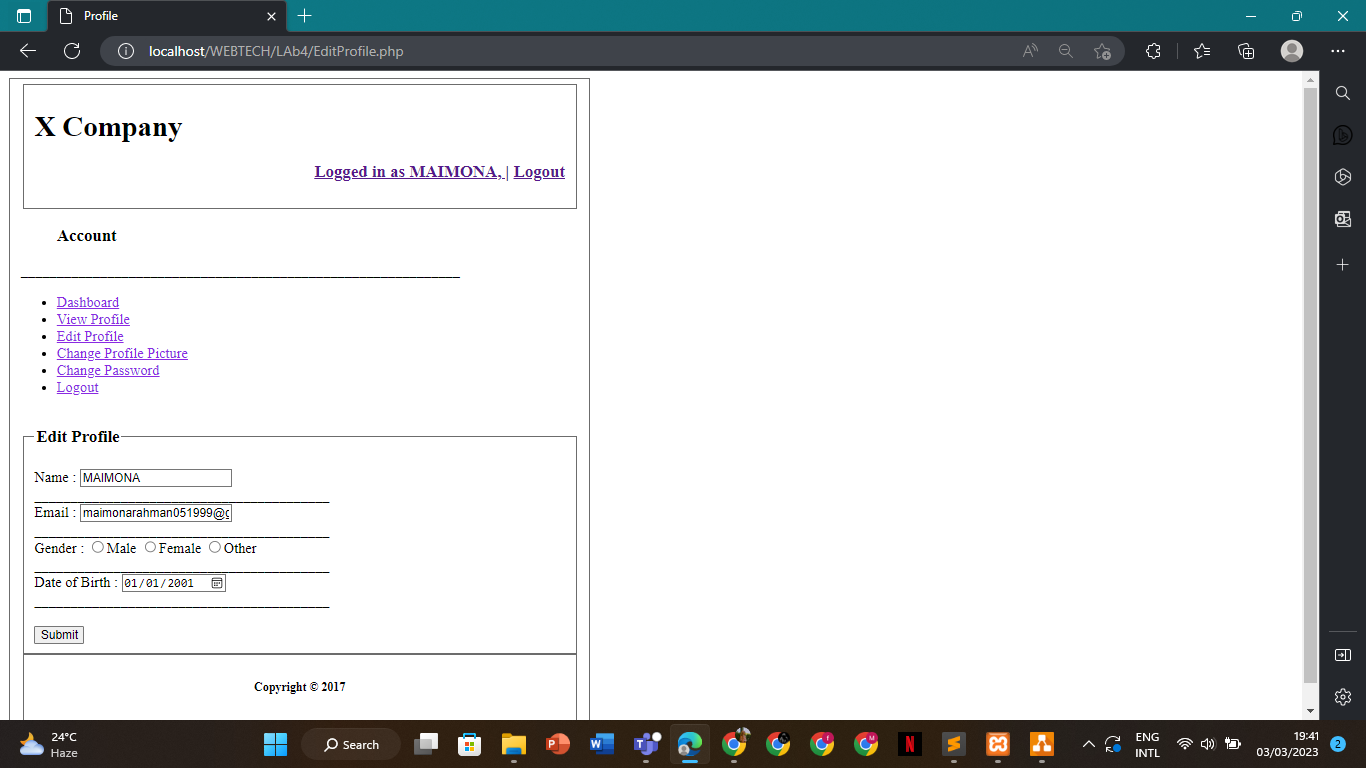 Profile
localhost/WEBTECH/LAb4/EditProfile.php
X Company
Logged in as MAIMONA, | Logout
Account
Dashboard
View Profile
Edit Profile
Change Profile Picture
Change Password
Logout
Edit Profile
Name : MAIMONA
Email : maimonarahman051999@g
Gender : Male Female Other
Date of Birth : 01/01/2001
Submit
Copyright © 2017
24°C
Haze
Search
ENG
INTL
19:41
03/03/2023
2